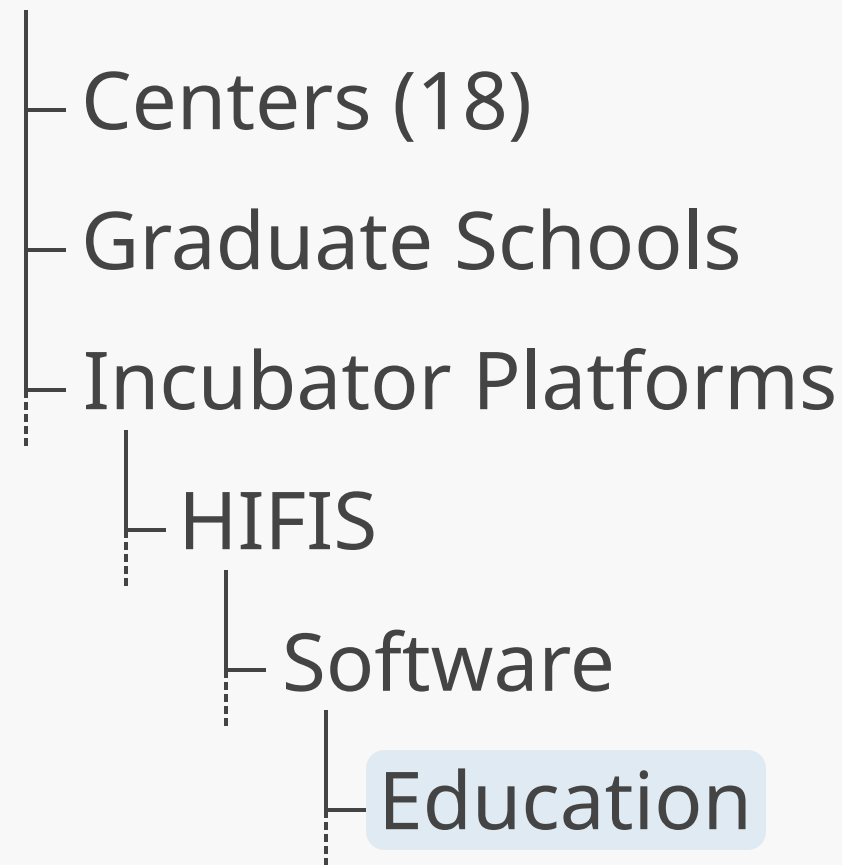 Centers (18)
Graduate Schools
Incubator Platforms
HIFIS
Software
Education